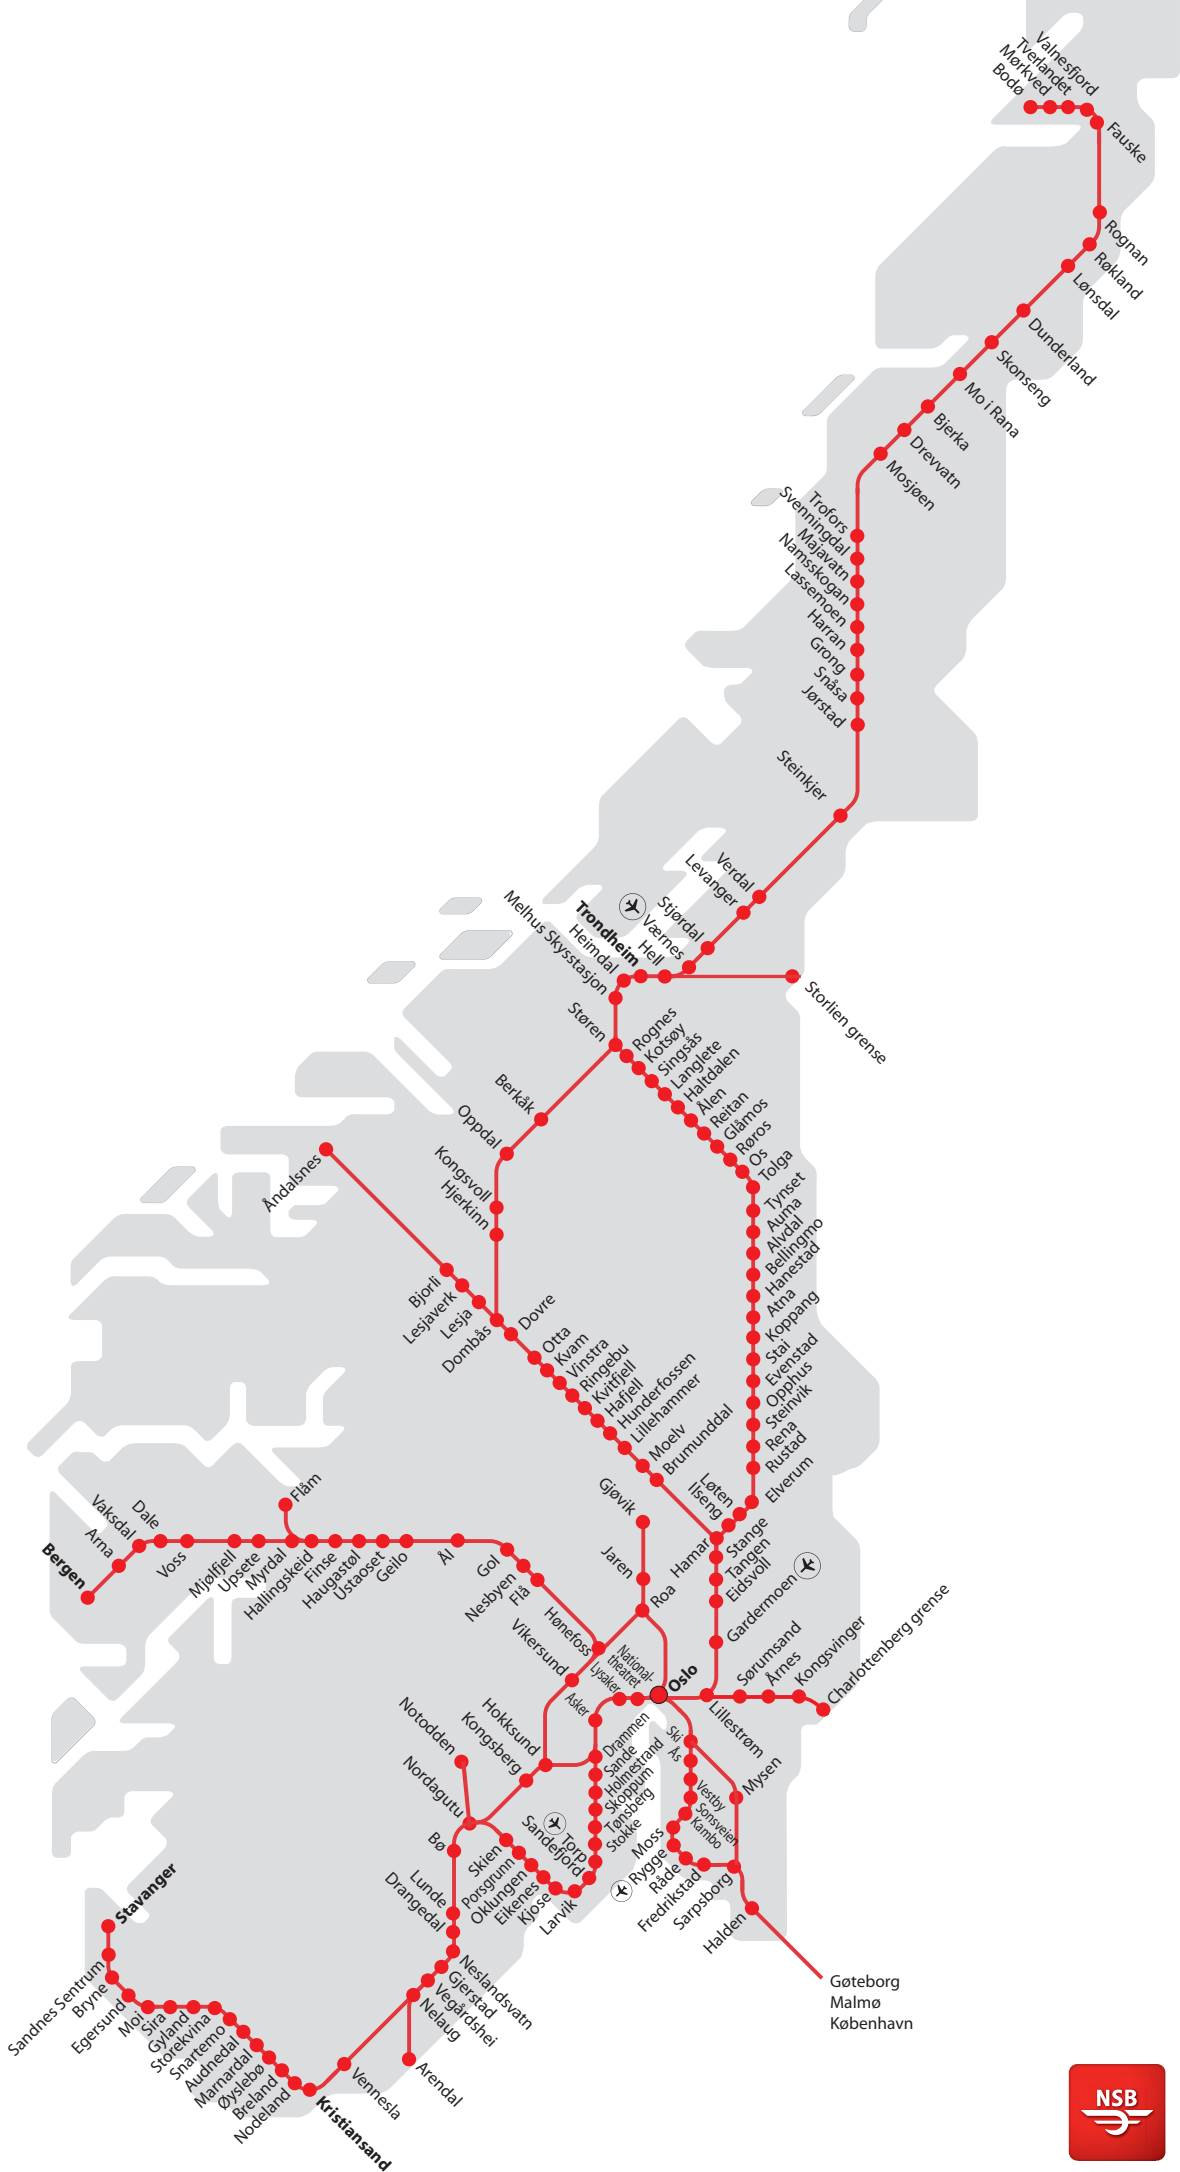 Valnesfjord
Tverlandet
Mørkved
Bodø
Fauske
Rognan
Røkland
Lønsdal
Dunderland
Skonseng
Mo i Rana
Bjerka
Drevvatn
Mosjøen
Trofors
Svenningdal
Majavatn
Namsskogan
Lassemoen
Harran
Grong
Snåsa
Jørstad
Steinkjer
Verdal
Levanger
Stjørdal
Værnes
Hell
Trondheim
Heimdal
Melhus Skysstasjon
Støren
Storlien grense
Rognes
Kotsøy
Singsås
Langlete
Haltdalen
Ålen
Reitan
Glåmos
Røros
Os
Tolga
Tynset
Auma
Alvdal
Bellingmo
Hanestad
Atna
Koppang
Stai
Evenstad
Opphus
Steinvik
Rena
Rustad
Elverum
Løten
Ilseng
Hamar
Berkåk
Oppdal
Kongsvoll
Hjerkinn
Åndalsnes
Bjorli
Lesjaverk
Lesja
Dombås
Dovre
Otta
Kvam
Vinstra
Ringebu
Kvitfjell
Hafjell
Hunderfossen
Lillehammer
Moelv
Brumunddal
Stange
Tangen
Eidsvoll
Gardermoen
Gjøvik
Jaren
Roa
Flåm
Bergen
Arna
Vaksdal
Dale
Voss
Mjølfjell
Upsete
Myrdal
Hallingskeid
Finse
Haugastøl
Ustaoset
Geilo
Ål
Gol
Nesbyen
Flå
Hønefoss
Vikersund
Hokksund
Kongsberg
Notodden
Nordagutu
Bø
Lunde
Drangedal
Neslandsvatn
Gjerstad
Vegårdshei
Nelaug
Arendal
Vennesla
Kristiansand
Nodeland
Breland
Øyslebø
Marnardal
Audnedal
Snartemo
Storekvina
Gyland
Sira
Moi
Egersund
Bryne
Sandnes Sentrum
Stavanger
National-
theatret
Lysaker
Asker
Oslo
Drammen
Sande
Holmestrand
Skoppum
Tønsberg
Stokke
Torp
Sandefjord
Larvik
Kjose
Eikenes
Oklungen
Porsgrunn
Skien
Lillestrøm
Sørumsand
Årnes
Kongsvinger
Charlottenberg grense
Ski
Ås
Vestby
Sonsveien
Kambo
Moss
Rygge
Råde
Fredrikstad
Sarpsborg
Mysen
Halden
Gøteborg
Malmø
København
NSB